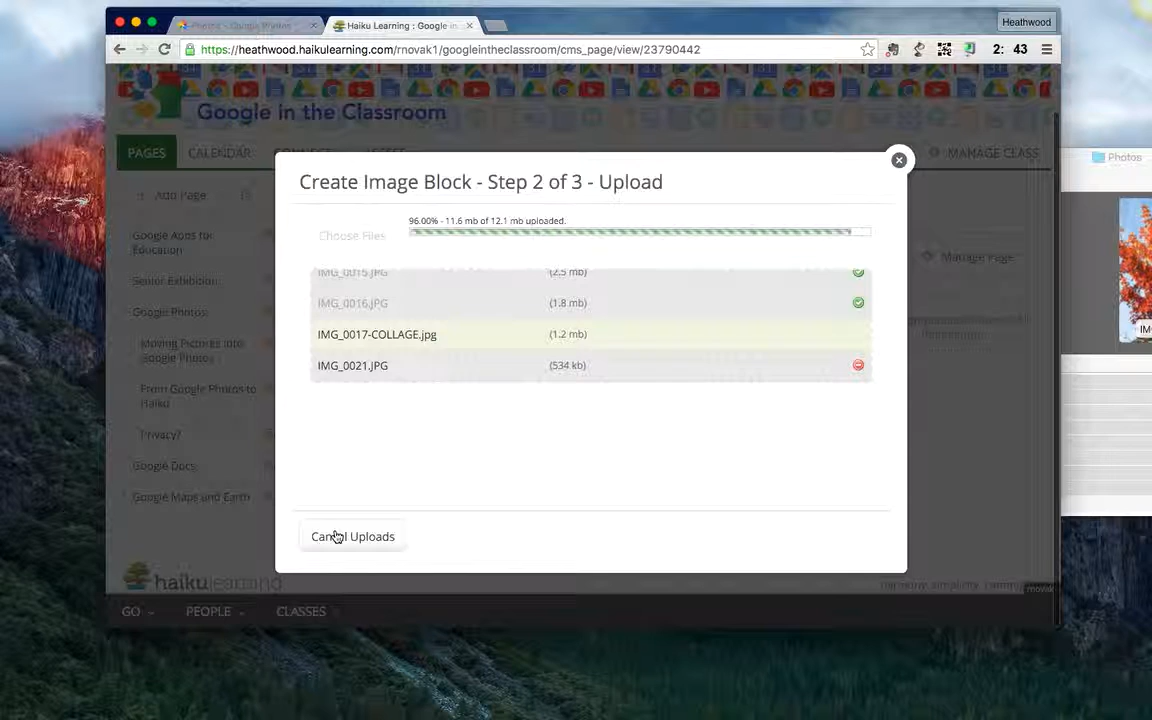 Photos - Google Photos
Haiku Learning : Google in
Heathwood
https://heathwood.haikulearning.com/rnovak1/googleintheclassroom/cms_page/view/23790442
2: 43
Google in the Classroom
PAGES
CALENDAR
CONNECT
MANAGE CLASS
Photos
Create Image Block - Step 2 of 3 - Upload
Add Page
96.00% - 11.6 mb of 12.1 mb uploaded.
Choose Files
Google Apps for
Education
Manage Page
IMG_0015.JPG (2.5 mb)
Senior Exhibition
IMG_0016.JPG (1.8 mb)
Google Photos
IMG_0017-COLLAGE.jpg (1.2 mb)
Moving Pictures into
Google Photos
IMG_0021.JPG (534 kb)
From Google Photos to
Haiku
Privacy?
Google Docs
Google Maps and Earth
Cancel Uploads
haikulearning
harmony. simplicity.
novak
GO
PEOPLE
CLASSES
IM